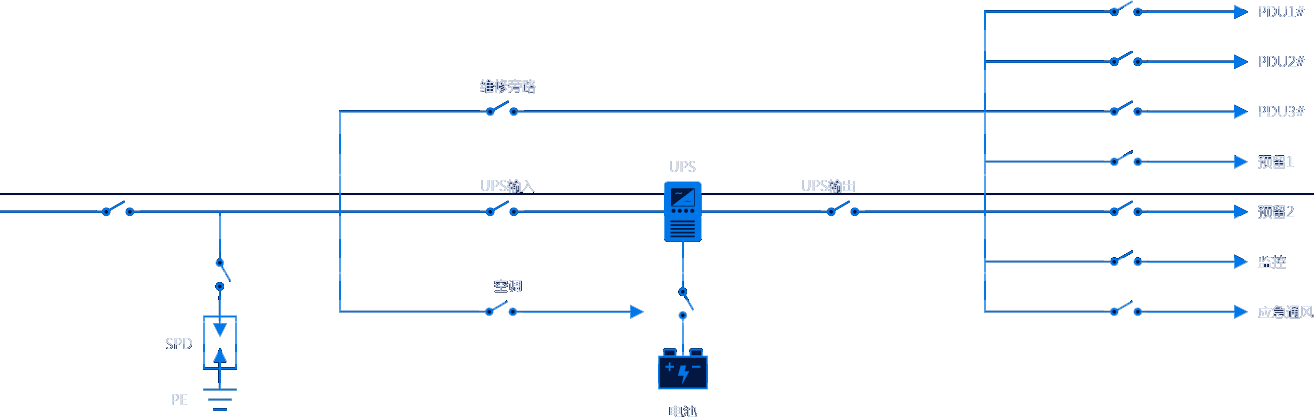 PDU1#
PDU2#
维修旁路
PDU3#
预留1
UPS
UPS输入
UPS输出
预留2
监控
空调
应急通风
SPD
PE
电池